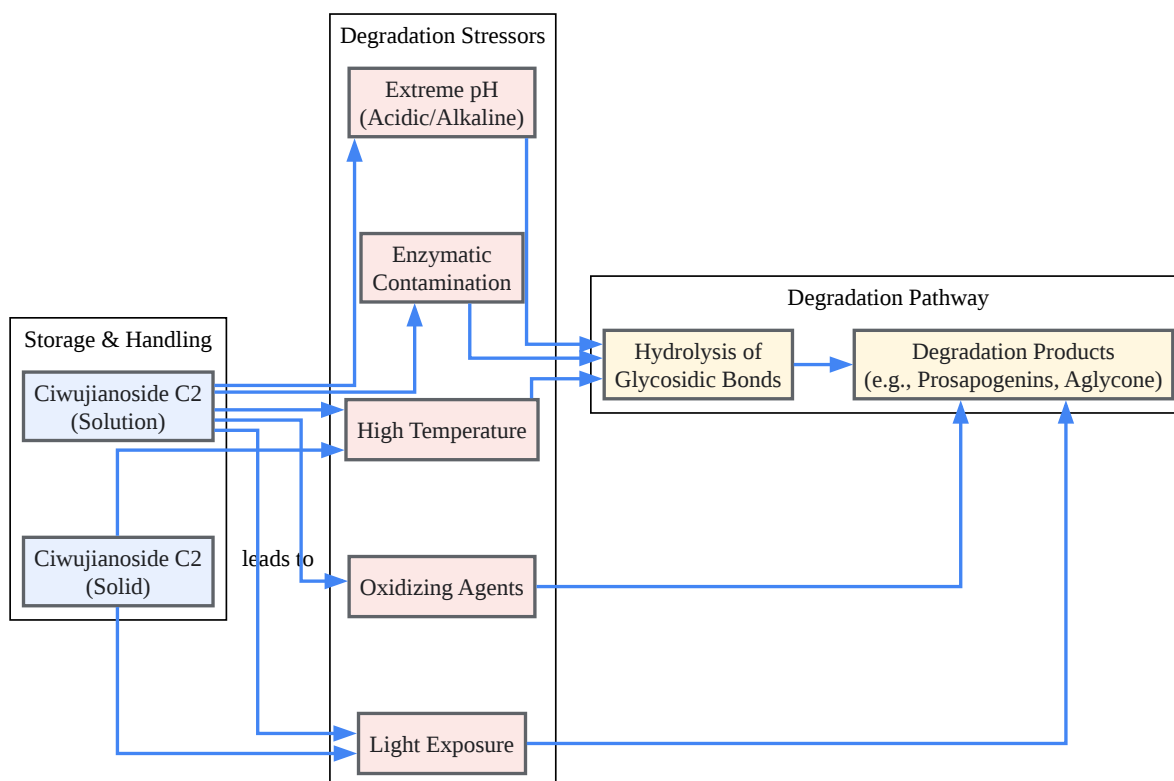 Degradation Stressors
Extreme pH
(Acidic/Alkaline)
Enzymatic
Contamination
High Temperature
Oxidizing Agents
Light Exposure
Storage & Handling
Ciwujianoside C2
(Solution)
Ciwujianoside C2
(Solid)
leads to
Degradation Pathway
Hydrolysis of
Glycosidic Bonds
Degradation Products
(e.g., Prosapogenins, Aglycone)